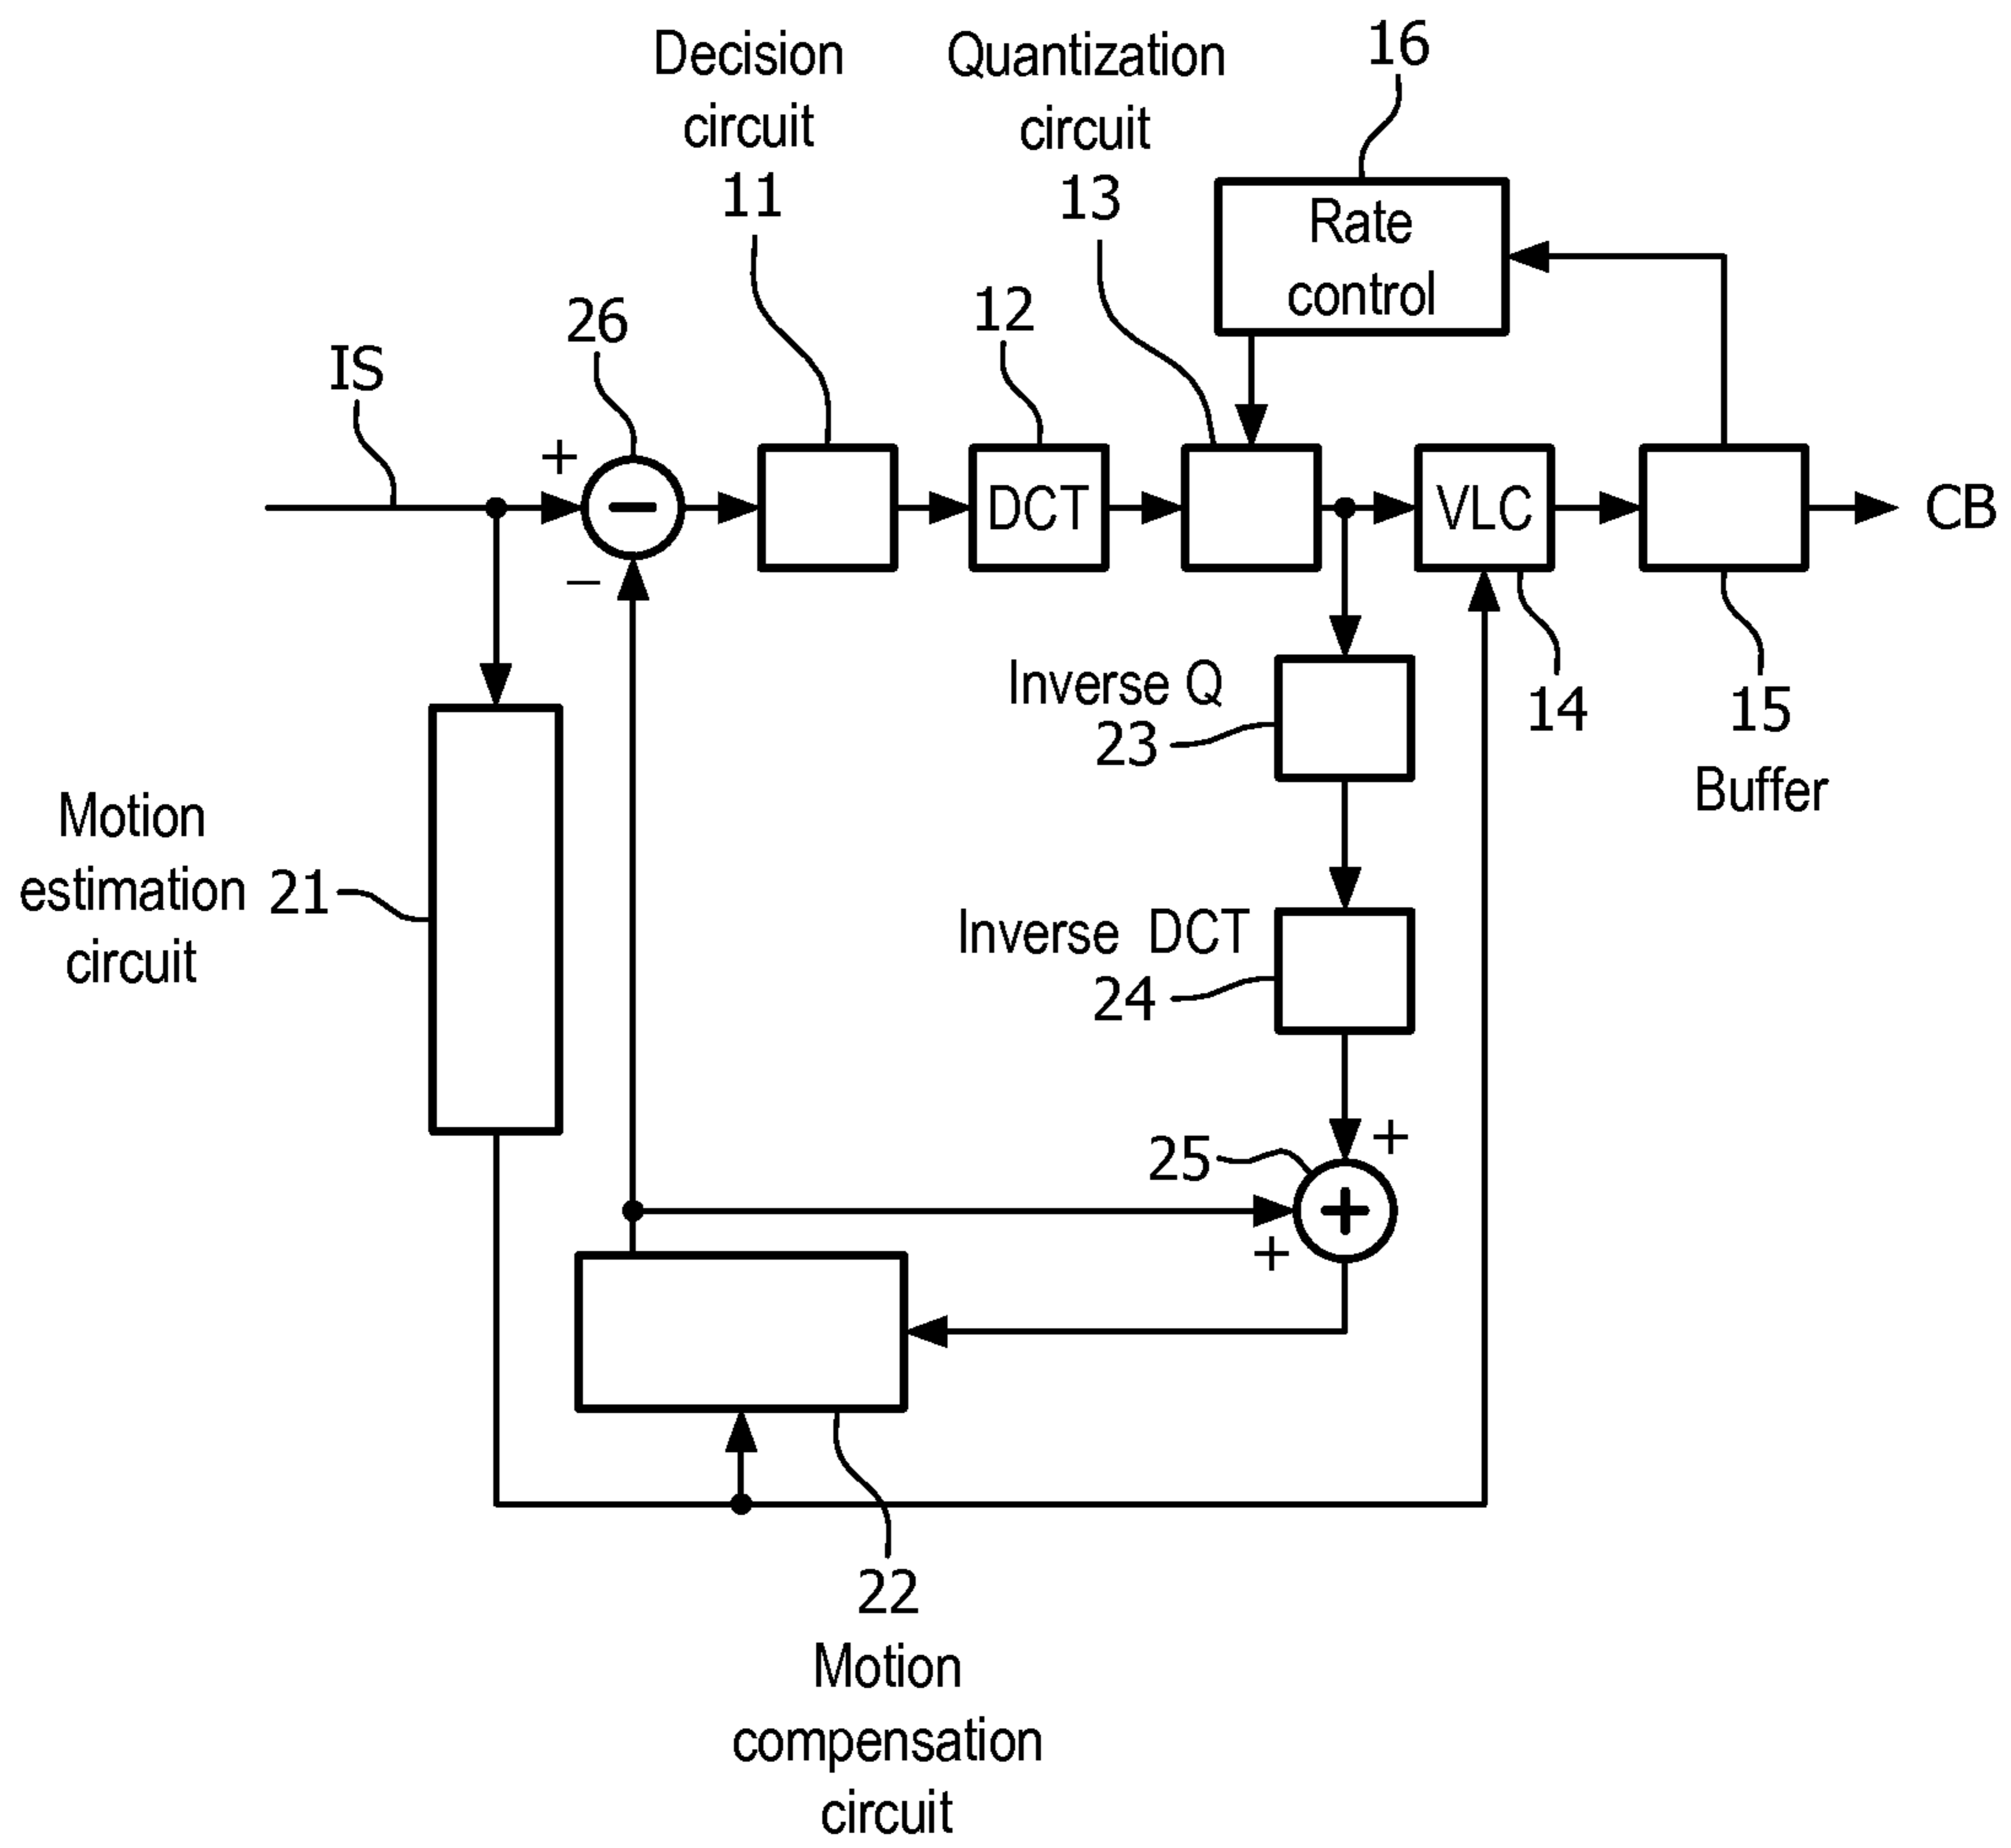 Decision
circuit
11
Quantization
circuit
13
16
Rate
control
12
26
IS
+
−
−
DCT
VLC
CB
Inverse Q
23
14
15
Buffer
Motion
estimation
circuit
21
Inverse DCT
24
25
+
+
+
22
Motion
compensation
circuit